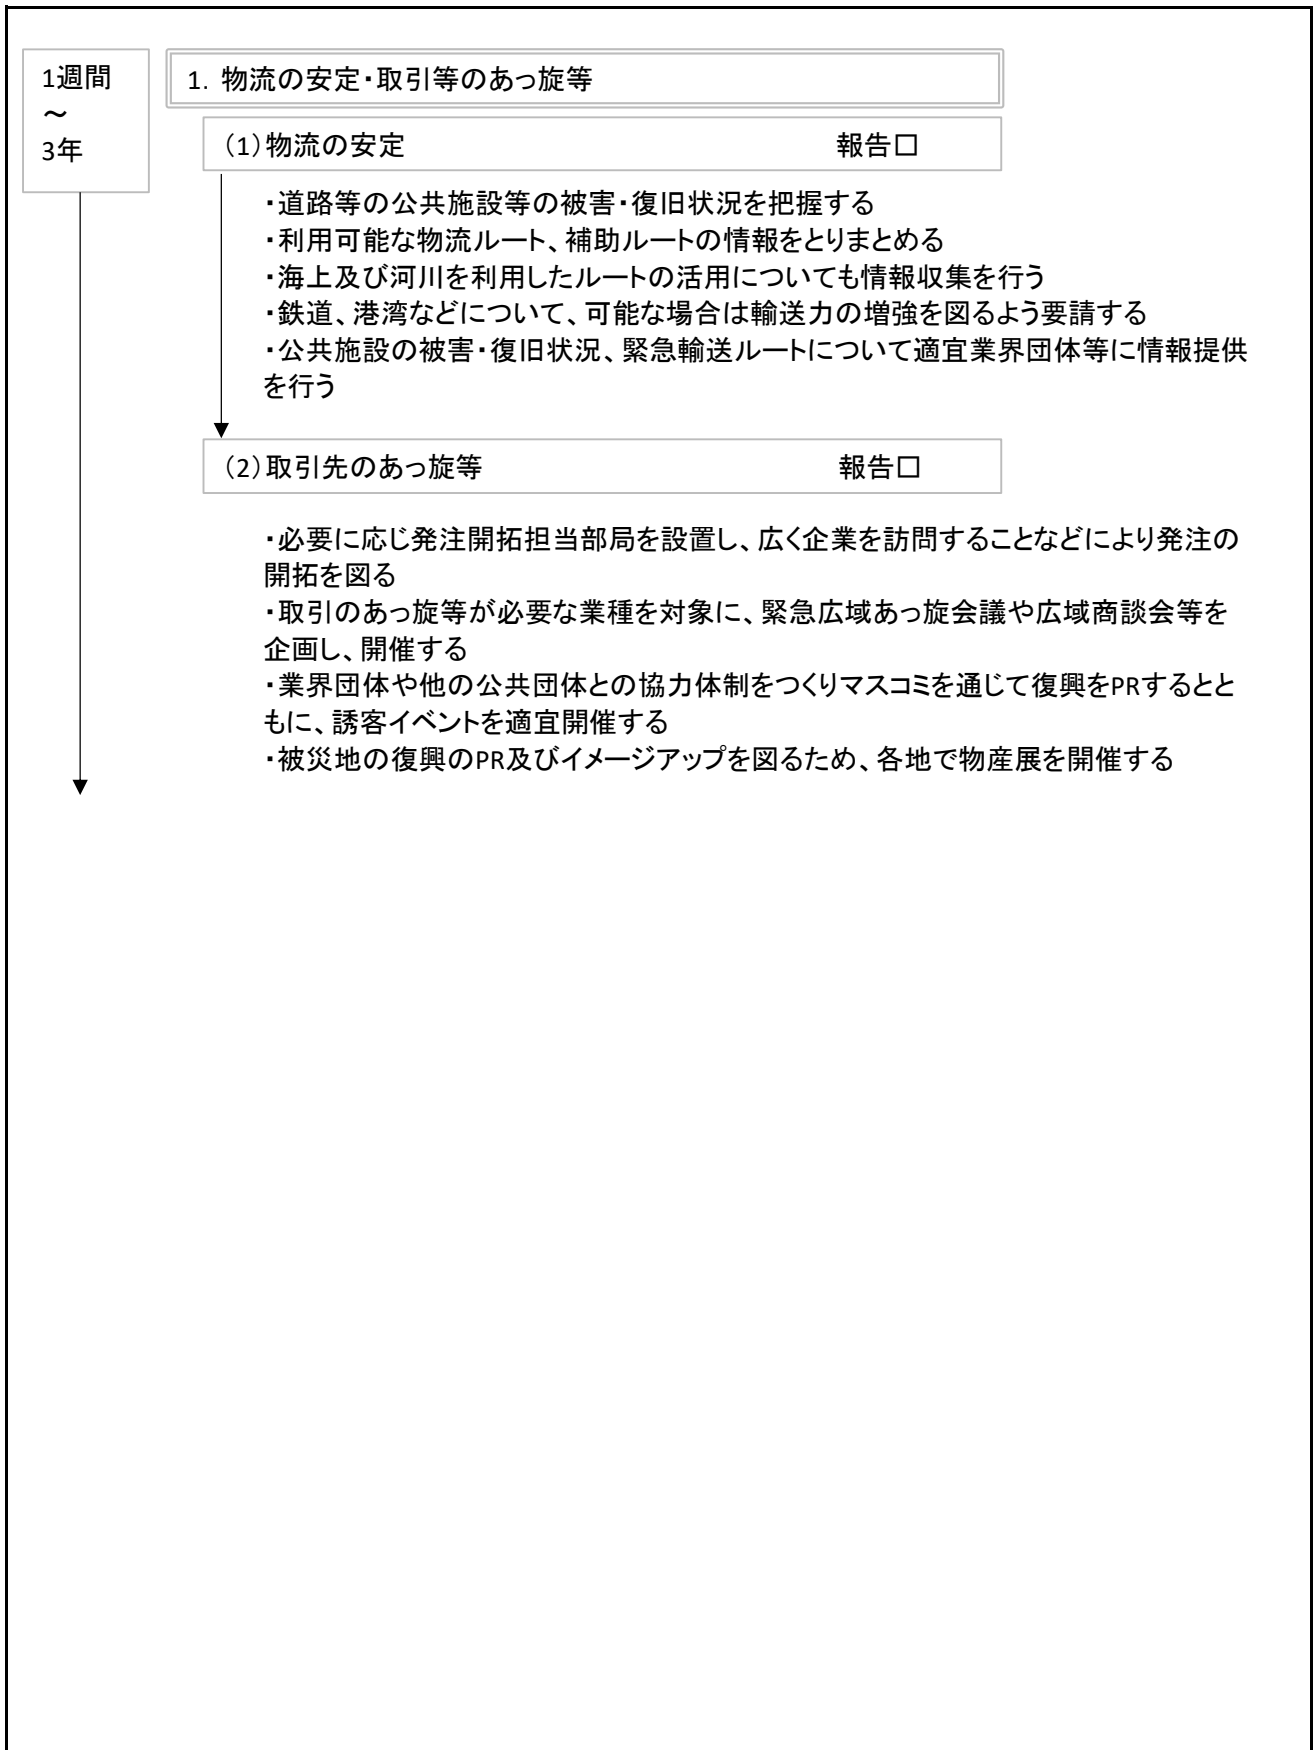 1週間
～
3年
1. 物流の安定・取引等のあっ旋等
(1)物流の安定 報告□
・道路等の公共施設等の被害・復旧状況を把握する
・利用可能な物流ルート、補助ルートの情報をとりまとめる
・海上及び河川を利用したルートの活用についても情報収集を行う
・鉄道、港湾などについて、可能な場合は輸送力の増強を図るよう要請する
・公共施設の被害・復旧状況、緊急輸送ルートについて適宜業界団体等に情報提供
を行う
(2)取引先のあっ旋等 報告□
・必要に応じ発注開拓担当部局を設置し、広く企業を訪問することなどにより発注の
開拓を図る
・取引のあっ旋等が必要な業種を対象に、緊急広域あっ旋会議や広域商談会等を
企画し、開催する
・業界団体や他の公共団体との協力体制をつくりマスコミを通じて復興をPRするとと
もに、誘客イベントを適宜開催する
・被災地の復興のPR及びイメージアップを図るため、各地で物産展を開催する